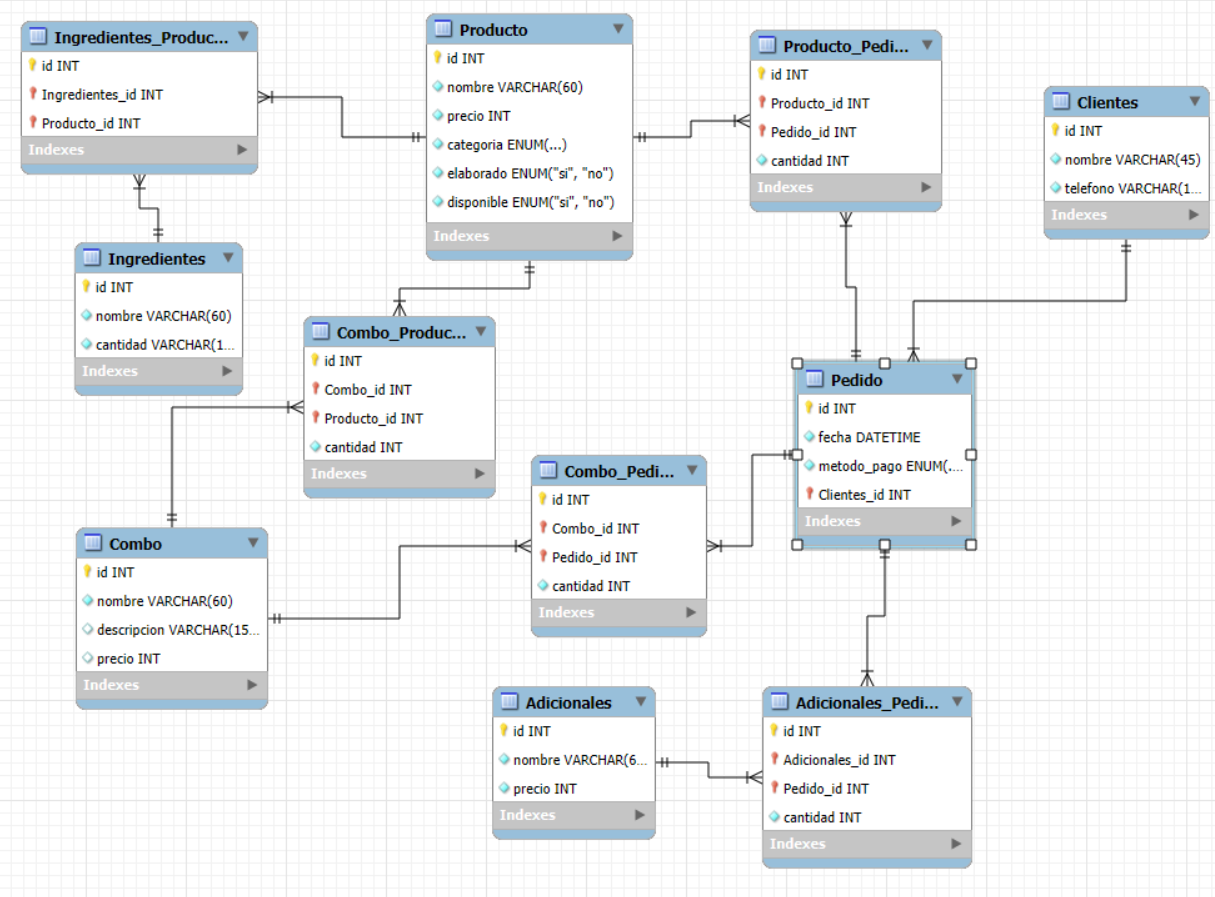 Ingredientes_Produc...
id INT
Ingredientes_id INT
Producto_id INT
Indexes
Producto
id INT
nombre VARCHAR(60)
precio INT
categoria ENUM(...)
elaborado ENUM("si", "no")
disponible ENUM("si", "no")
Indexes
Producto_Pedi...
id INT
Producto_id INT
Pedido_id INT
cantidad INT
Indexes
Clientes
id INT
nombre VARCHAR(45)
telefono VARCHAR(1...
Indexes
Ingredientes
id INT
nombre VARCHAR(60)
cantidad VARCHAR(1...
Indexes
Combo_Produc...
id INT
Combo_id INT
Producto_id INT
cantidad INT
Indexes
Pedido
id INT
fecha DATETIME
metodo_pago ENUM(....
Clientes_id INT
Indexes
Combo_Pedi...
id INT
Combo_id INT
Pedido_id INT
cantidad INT
Indexes
Combo
id INT
nombre VARCHAR(60)
descripcion VARCHAR(15...
precio INT
Indexes
Adicionales
id INT
nombre VARCHAR(6...
precio INT
Indexes
Adicionales_Pedi...
id INT
Adicionales_id INT
Pedido_id INT
cantidad INT
Indexes